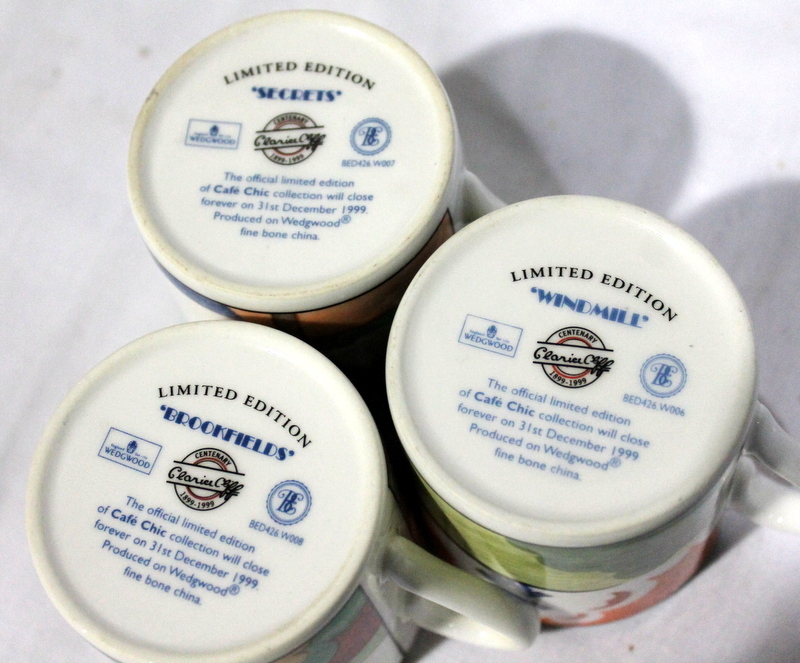 LIMITED EDITION
'SECRETS'
WEDGWOOD
CENTENARY
Clarice Cliff
1899-1999
BED426 W007
The official limited edition
of Café Chic collection will close
forever on 31st December 1999.
Produced on Wedgwood®
fine bone china.
LIMITED EDITION
'WINDMILL'
WEDGWOOD
CENTENARY
Clarice Cliff
1899-1999
BED426 W006
The official limited edition
of Café Chic collection will close
forever on 31st December 1999
Produced on Wedgwood®
fine bone china.
LIMITED EDITION
'BROOKFIELDS'
WEDGWOOD
CENTENARY
Clarice Cliff
1899-1999
BED426 W008
The official limited edition
of Café Chic collection will close
forever on 31st December 1999.
Produced on Wedgwood®
fine bone china.